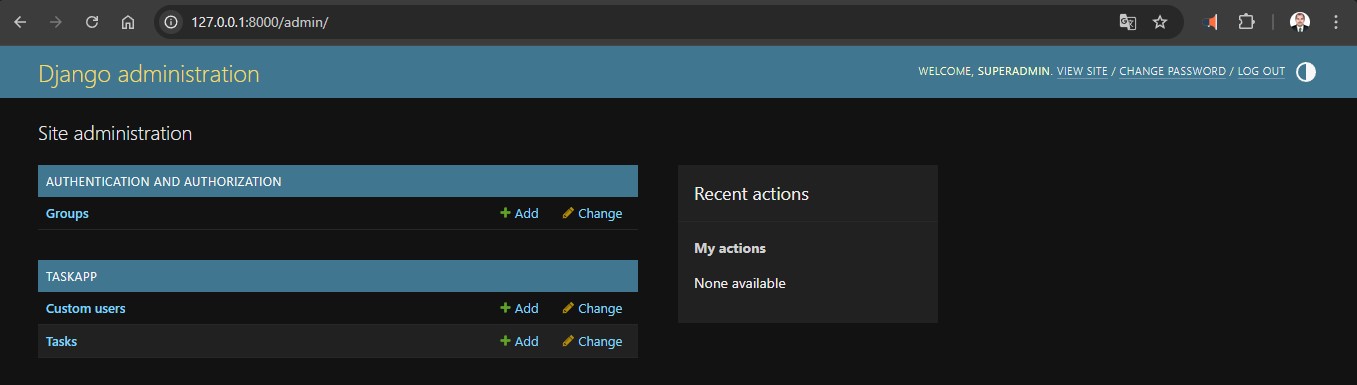 127.0.0.1:8000/admin/
Django administration
WELCOME, SUPERADMIN. VIEW SITE / CHANGE PASSWORD / LOG OUT
Site administration
AUTHENTICATION AND AUTHORIZATION
Groups Add Change
TASKAPP
Custom users Add Change
Tasks Add Change
Recent actions
My actions
None available